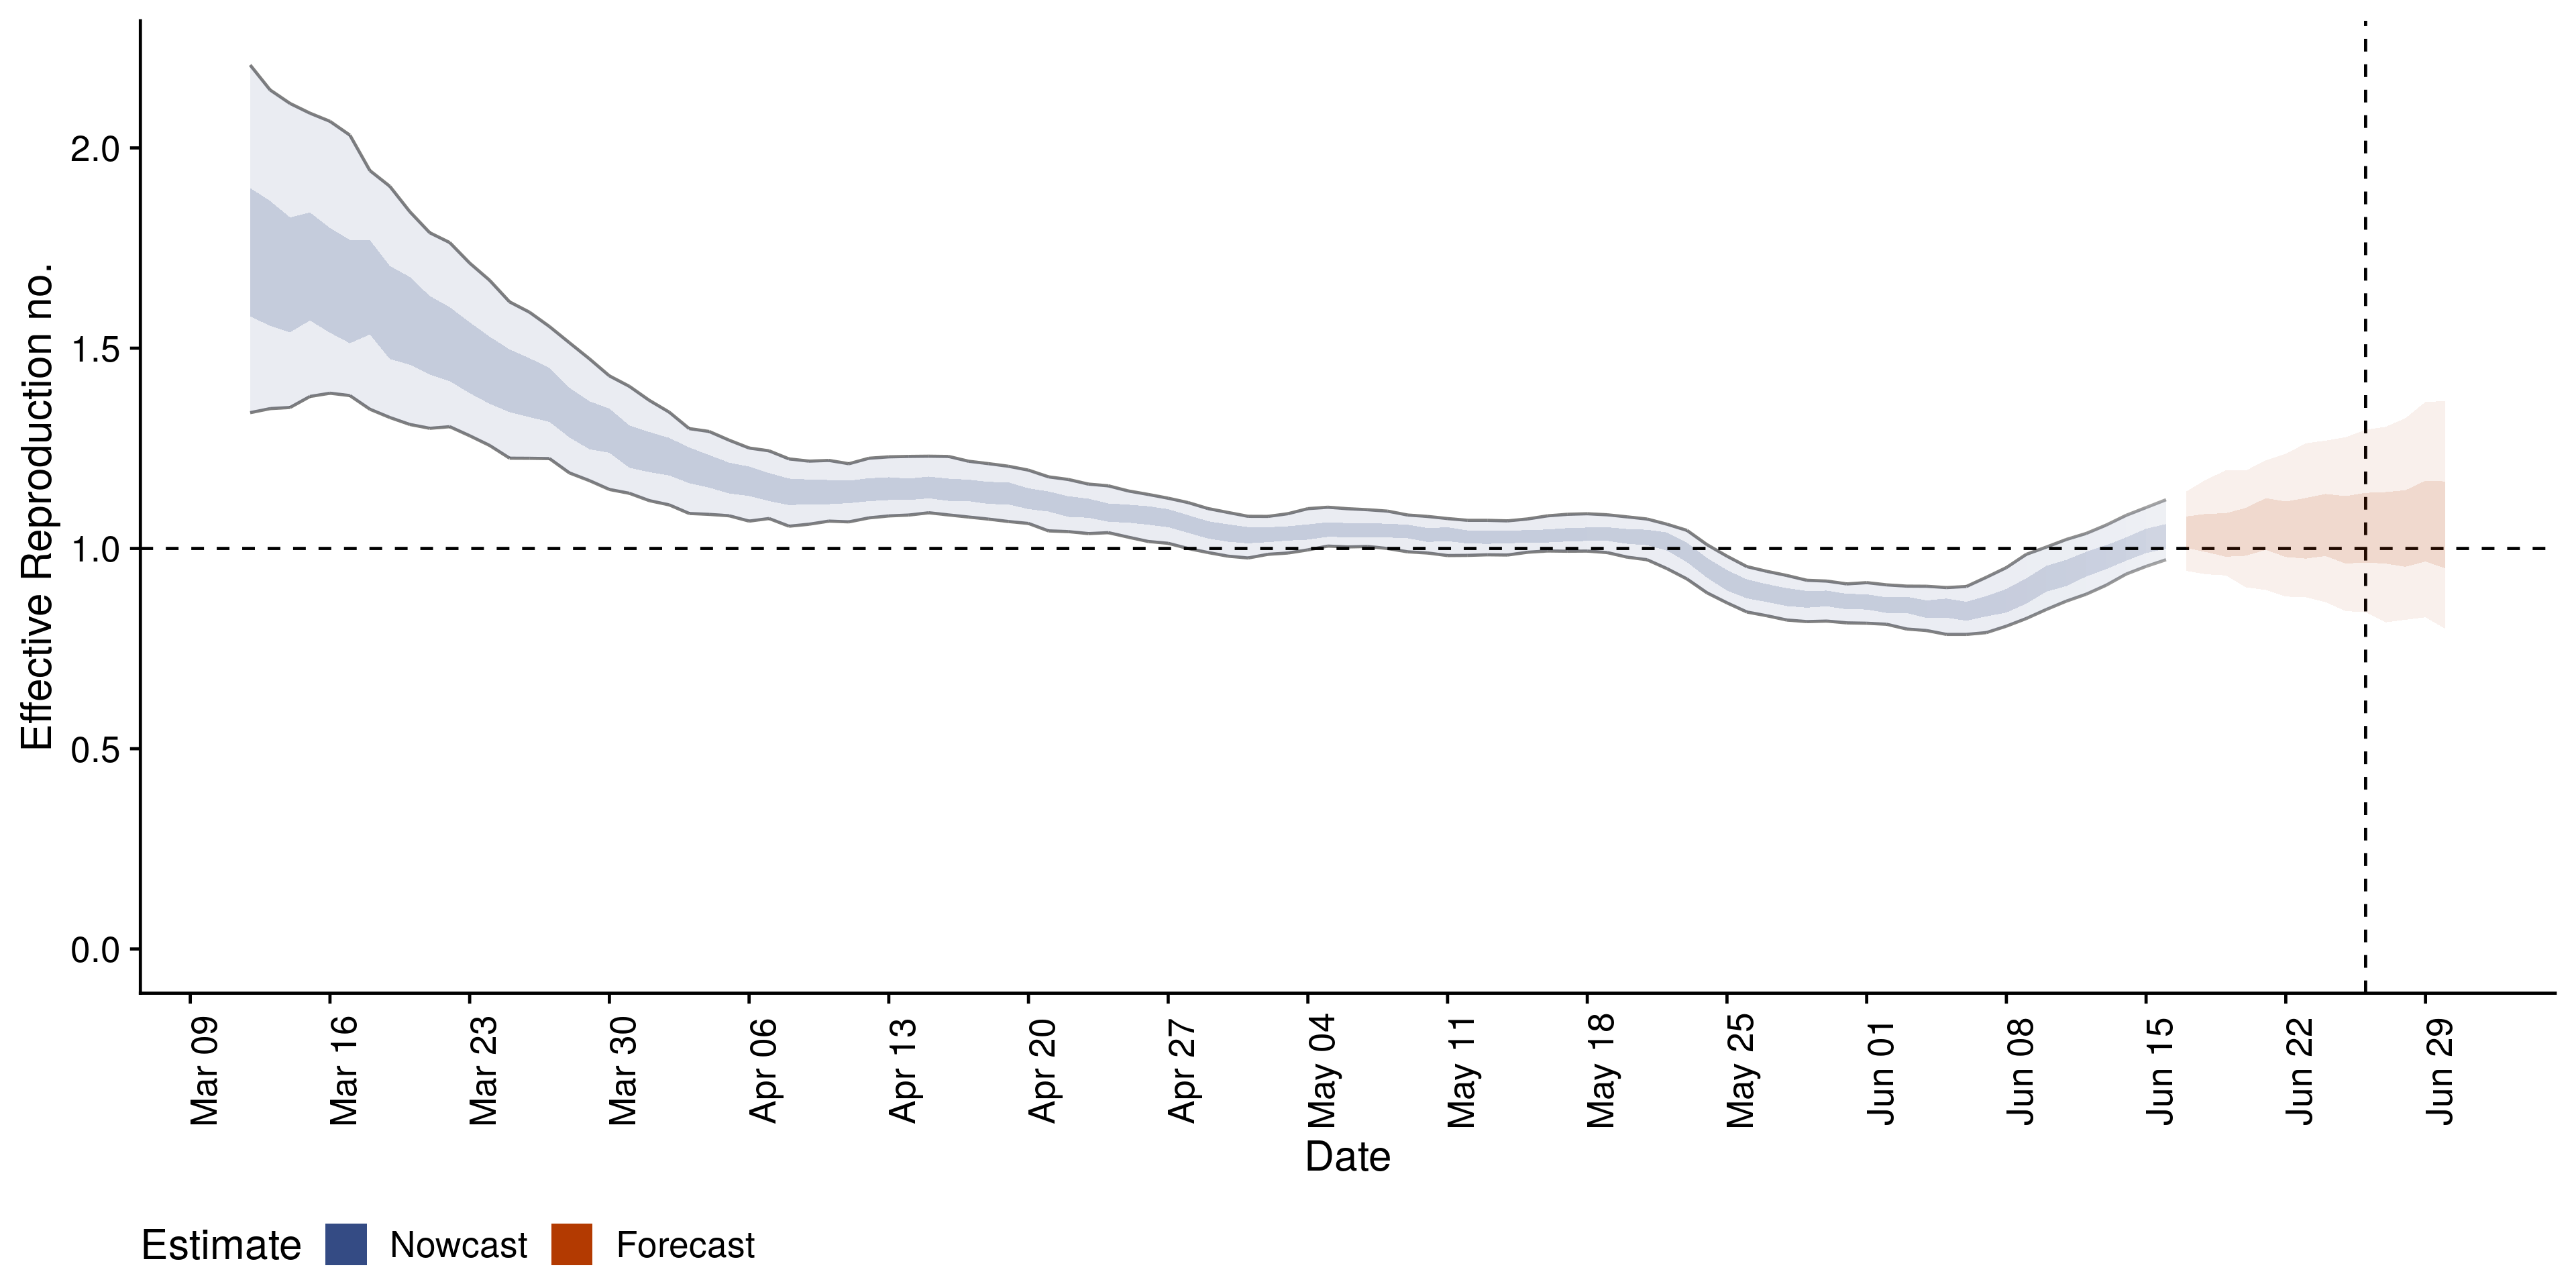 Effective Reproduction no.
2.0
1.5
1.0
0.5
0.0
Mar 09
Mar 16
Mar 23
Mar 30
Apr 06
Apr 13
Apr 20
Apr 27
May 04
May 11
May 18
May 25
Jun 01
Jun 08
Jun 15
Jun 22
Jun 29
Date
Estimate Nowcast Forecast